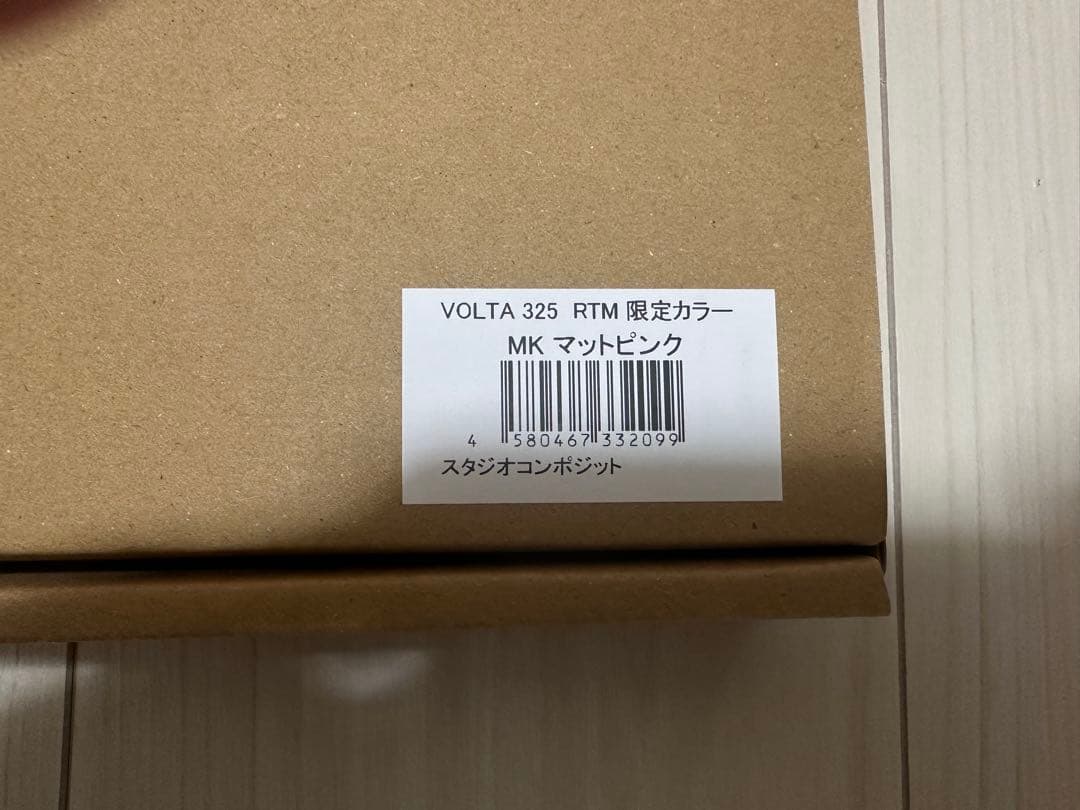 VOLTA 325 RTM 限定カラー
MK マットピンク
4 580467 332099
スタジオコンポジット